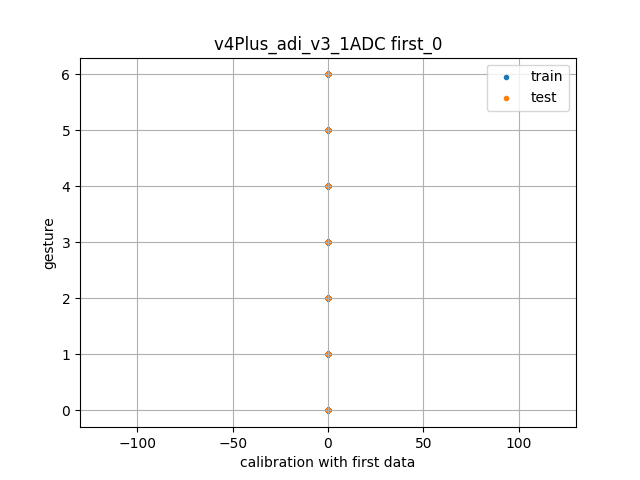 v4Plus_adi_v3_1ADC first_0
train
test
6
5
4
3
2
1
0
gesture
−100
−50
0
50
100
calibration with first data